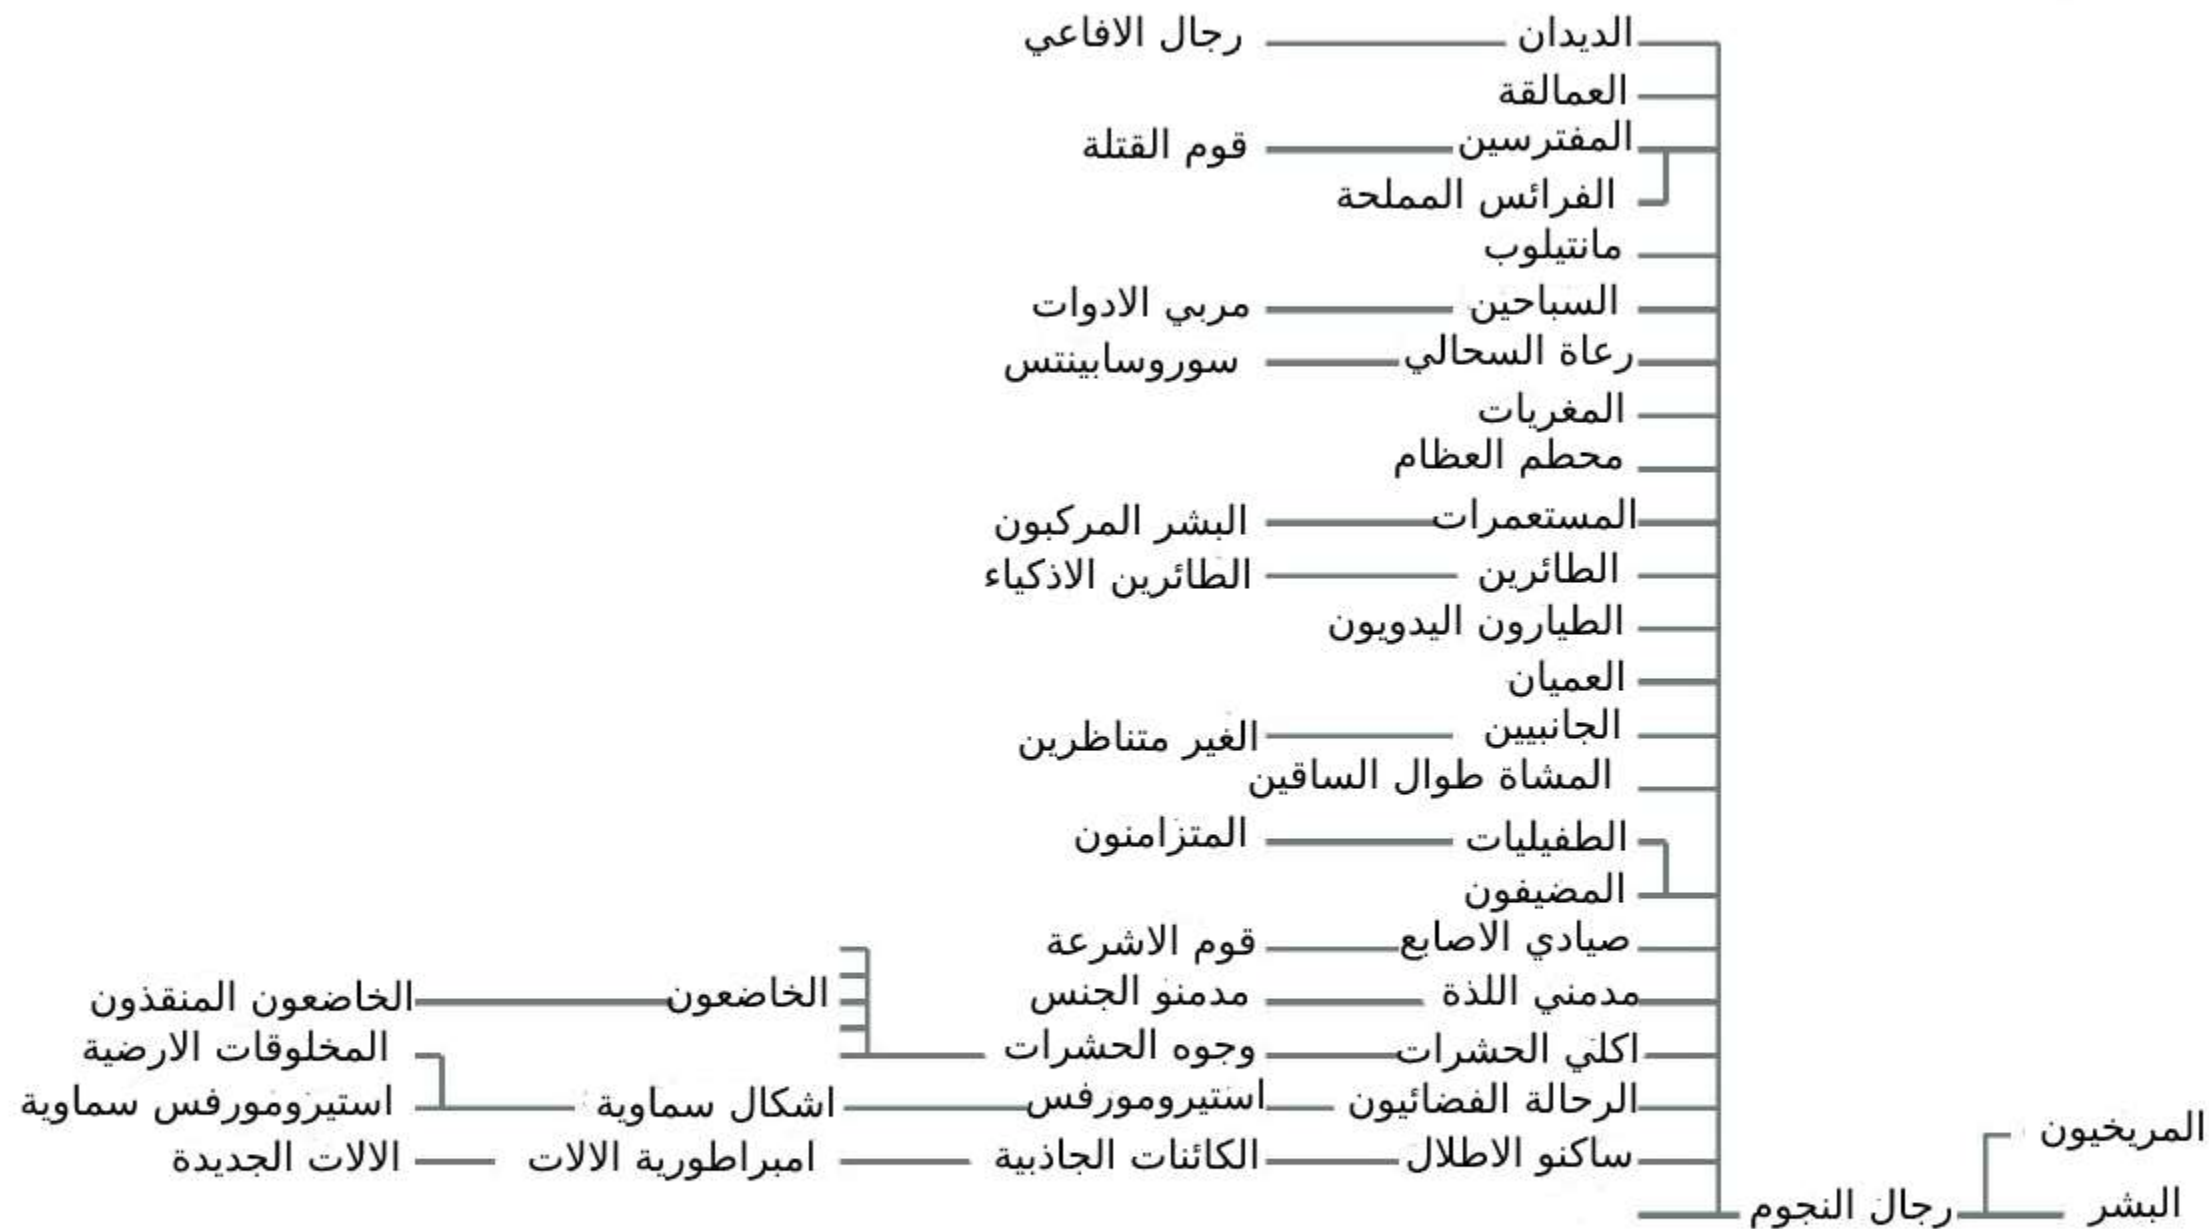 الديدان رجال الافاعي
العمالقة
المفترسين قوم القتلة
الفرائس المملحة
مانتيلوب
السباحين مربي الادوات
رعاة السحالي سوروسابينتس
المغريات
محطم العظام
المستعمرات البشر المركبون
الطائرين الطائرين الاذكياء
الطيارون اليدويون
العميان
الجانبيين الغير متناظرين
المشاة طوال الساقين
الطفيليات المتزامنون
المضيفون
صيادي الاصابع قوم الاشرعة
مدمني اللذة مدمنو الجنس الخاضعون الخاضعون المنقذون
اكلي الحشرات وجوه الحشرات المخلوقات الارضية
الرحالة الفضائيون استيرومورفس اشكال سماوية استيرومورفس سماوية
المريخيون
ساكنو الاطلال الكائنات الجاذبية امبراطورية الالات الالات الجديدة
البشر رجال النجوم